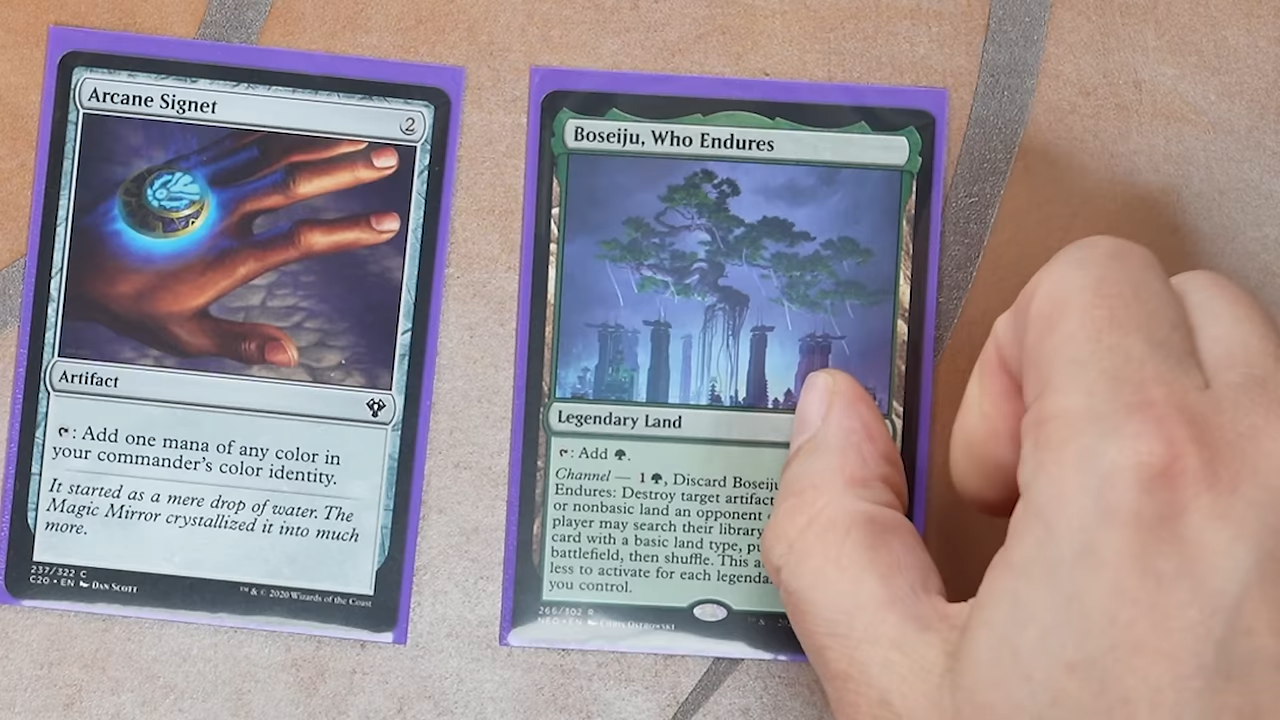 Arcane Signet
2
Artifact
: Add one mana of any color in
your commander's color identity.
It started as a mere drop of water. The
Magic Mirror crystallized it into much
more.
237/322 C
C20 • EN DAN SCOTT
™ & © 2020 Wizards of the Coast
Boseiju, Who Endures
Legendary Land
: Add .
Channel — 1 , Discard Boseiju
Endures: Destroy target artifact
or nonbasic land an opponent
player may search their library
card with a basic land type,
battlefield, then shuffle. This
less to activate for each
you control.
266/302 R
NEO • EN CHRIS OSTROWSKI
™ &